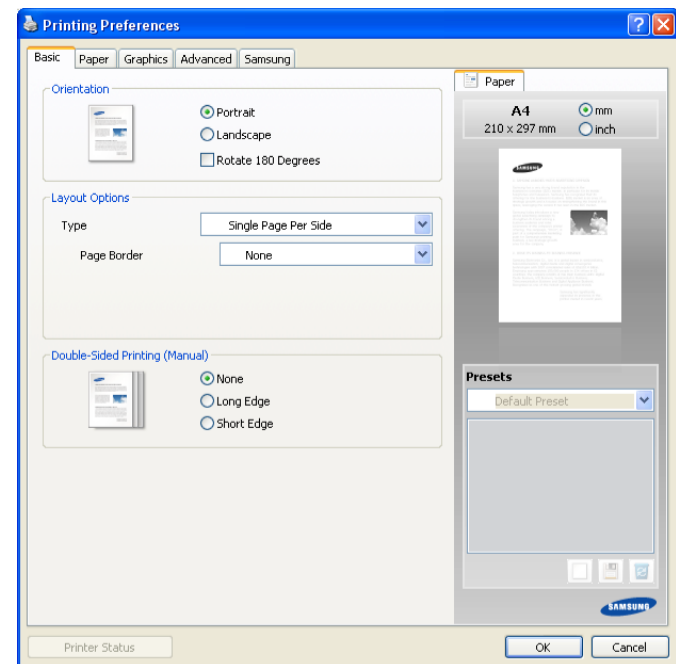 Printing Preferences
Basic Paper Graphics Advanced Samsung
Orientation
Portrait
Landscape
Rotate 180 Degrees
Layout Options
Type Single Page Per Side
Page Border None
Double-Sided Printing (Manual)
None
Long Edge
Short Edge
Paper
A4 mm
210 x 297 mm inch
SAMSUNG
Presets
Default Preset
SAMSUNG
Printer Status OK Cancel